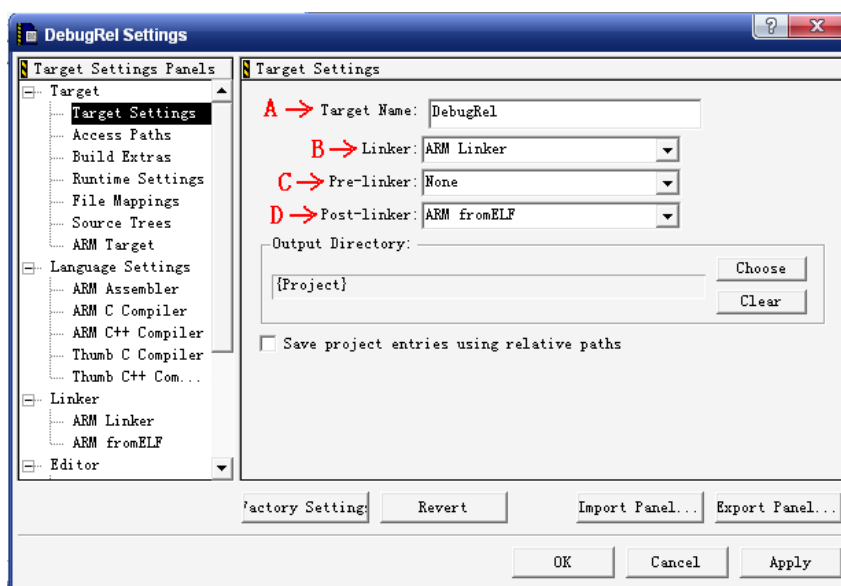 DebugRel Settings
Target Settings Panels
Target
Target Settings
Access Paths
Build Extras
Runtime Settings
File Mappings
Source Trees
ARM Target
Language Settings
ARM Assembler
ARM C Compiler
ARM C++ Compiler
Thumb C Compiler
Thumb C++ Com...
Linker
ARM Linker
ARM fromELF
Editor
Target Settings
A → Target Name: DebugRel
B → Linker: ARM Linker
C → Pre-linker: None
D → Post-linker: ARM fromELF
Output Directory:
{Project}
Choose
Clear
Save project entries using relative paths
Factory Setting: Revert Import Panel... Export Panel...
OK Cancel Apply